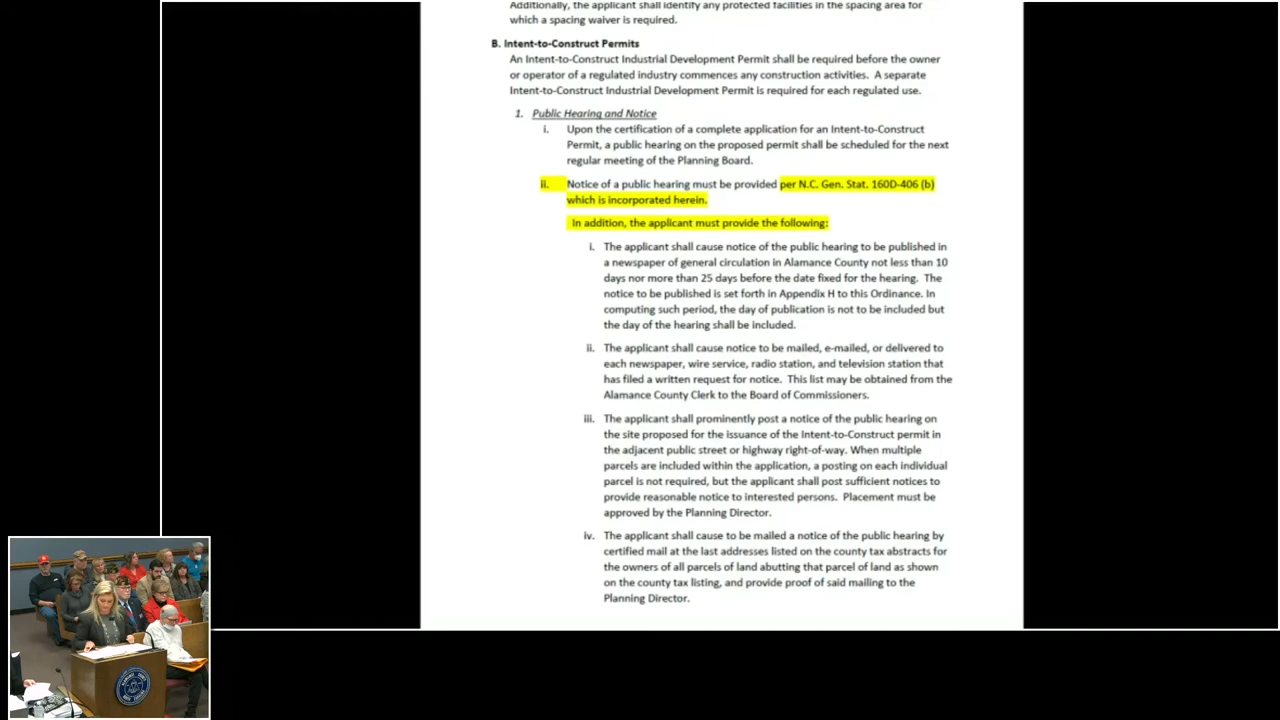 Additionally, the applicant shall identify any protected facilities in the spacing area for
which a spacing waiver is required.
B. Intent-to-Construct Permits
An Intent-to-Construct Industrial Development Permit shall be required before the owner
or operator of a regulated industry commences any construction activities. A separate
Intent-to-Construct Industrial Development Permit is required for each regulated use.
1. Public Hearing and Notice
i. Upon the certification of a complete application for an Intent-to-Construct
Permit, a public hearing on the proposed permit shall be scheduled for the next
regular meeting of the Planning Board.
ii. Notice of a public hearing must be provided per N.C. Gen. Stat. 160D-406 (b)
which is incorporated herein.
In addition, the applicant must provide the following:
i. The applicant shall cause notice of the public hearing to be published in
a newspaper of general circulation in Alamance County not less than 10
days nor more than 25 days before the date fixed for the hearing. The
notice to be published is set forth in Appendix H to this Ordinance. In
computing such period, the day of publication is not to be included but
the day of the hearing shall be included.
ii. The applicant shall cause notice to be mailed, e-mailed, or delivered to
each newspaper, wire service, radio station, and television station that
has filed a written request for notice. This list may be obtained from the
Alamance County Clerk to the Board of Commissioners.
iii. The applicant shall prominently post a notice of the public hearing on
the site proposed for the issuance of the Intent-to-Construct permit in
the adjacent public street or highway right-of-way. When multiple
parcels are included within the application, a posting on each individual
parcel is not required, but the applicant shall post sufficient notices to
provide reasonable notice to interested persons. Placement must be
approved by the Planning Director.
iv. The applicant shall cause to be mailed a notice of the public hearing by
certified mail at the last addresses listed on the county tax abstracts for
the owners of all parcels of land abutting that parcel of land as shown
on the county tax listing, and provide proof of said mailing to the
Planning Director.